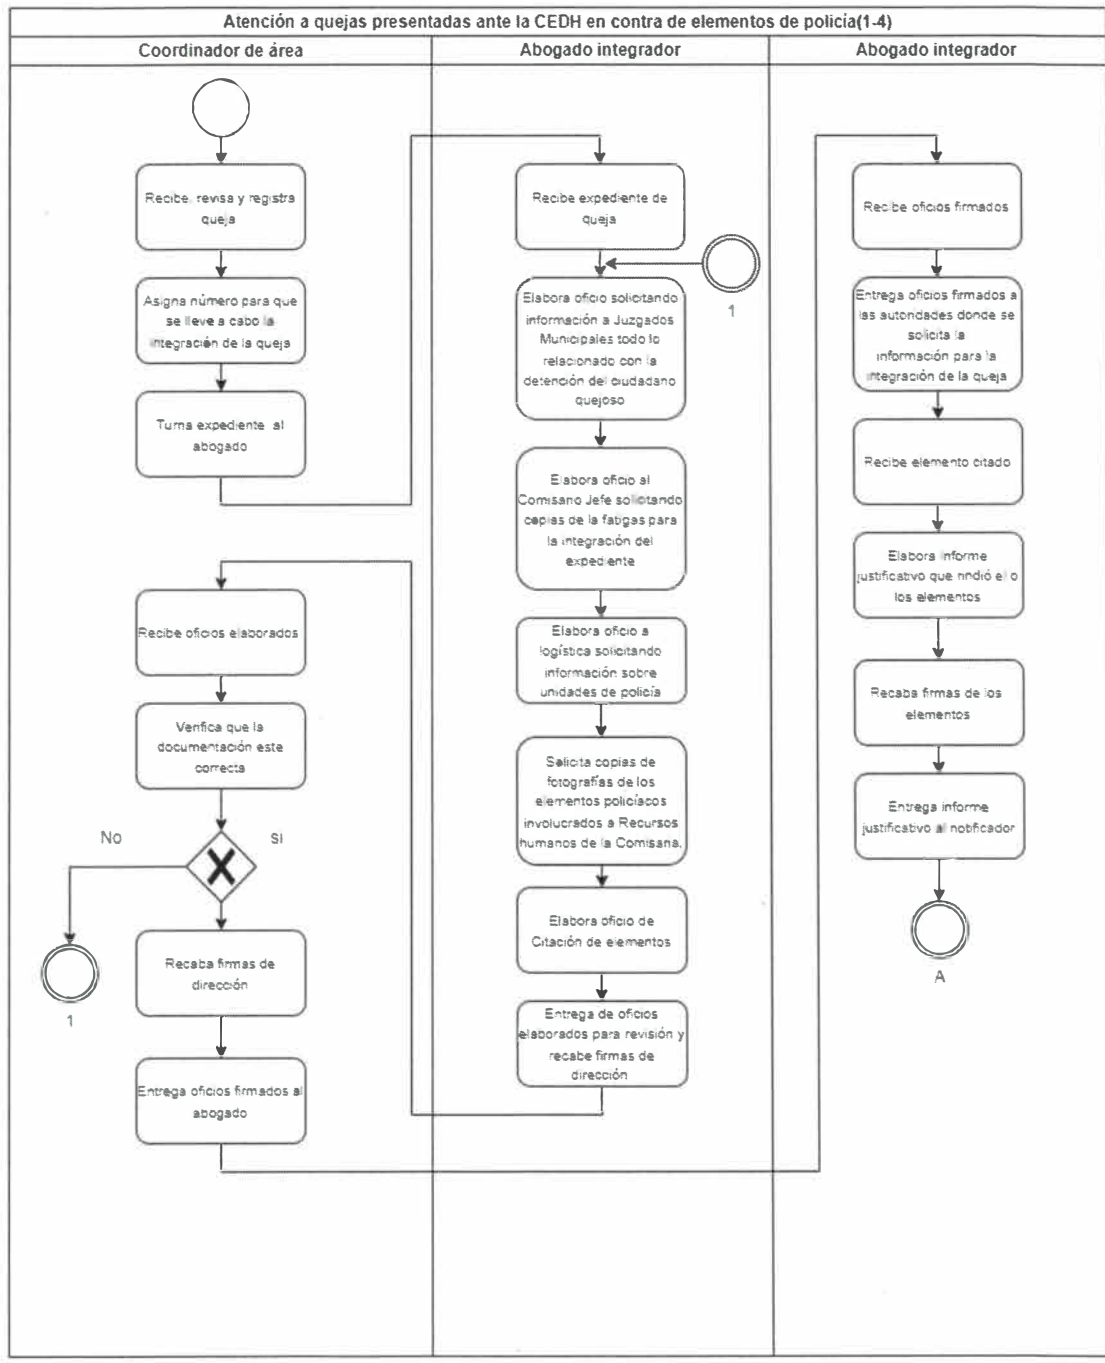 Atención a quejas presentadas ante la CEDH en contra de elementos de policía(1-4)
Coordinador de área
Abogado integrador
Abogado integrador
Recibe, revisa y registra
queja
Asigna número para que
se lleve a cabo la
integración de la queja
Turna expediente al
abogado
Recibe oficios elaborados
Verifica que la
documentación este
correcta
No
si
1
Recaba firmas de
dirección
Entrega oficios firmados al
abogado
Recibe expediente de
queja
1
Elabora oficio solicitando
información a Juzgados
Municipales todo lo
relacionado con la
detención del ciudadano
quejoso
Elabora oficio al
Comisario Jefe solicitando
copias de la fatigas para
la integración del
expediente
Elabora oficio a
logística solicitando
información sobre
unidades de policía
Solicita copias de
fotografías de los
elementos policíacos
involucrados a Recursos
humanos de la Comisaria.
Elabora oficio de
Citación de elementos
Entrega de oficios
elaborados para revisión y
recabe firmas de
dirección
Recibe oficios firmados
Entrega oficios firmados a
las autoridades donde se
solicita la
información para la
integración de la queja
Recibe elemento citado
Elabora informe
justificativo que rindió el o
los elementos
Recaba firmas de los
elementos
Entrega informe
justificativo al notificador
A